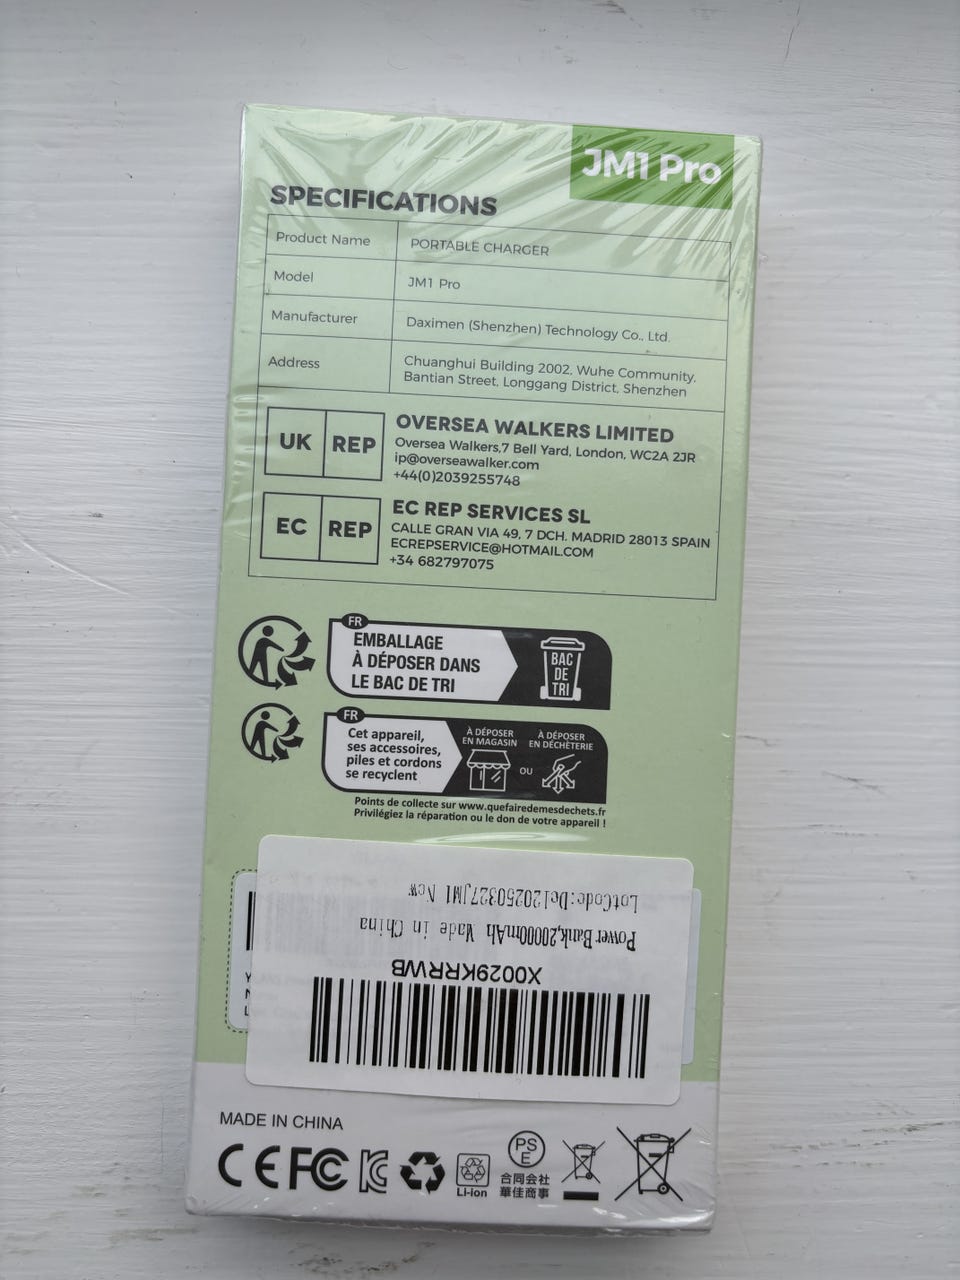 JM1 Pro
SPECIFICATIONS
Product Name PORTABLE CHARGER
Model JM1 Pro
Manufacturer Daximen (Shenzhen) Technology Co., Ltd.
Address Chuanghui Building 2002, Wuhe Community,
Bantian Street, Longgang District, Shenzhen
UK REP
OVERSEA WALKERS LIMITED
Oversea Walkers,7 Bell Yard, London, WC2A 2JR
ip@overseawalker.com
+44(0)2039255748
EC REP
EC REP SERVICES SL
CALLE GRAN VIA 49, 7 DCH. MADRID 28013 SPAIN
ECREPSERVICE@HOTMAIL.COM
+34 682797075
FR
EMBALLAGE
À DÉPOSER DANS
LE BAC DE TRI
BAC
DE
TRI
FR
Cet appareil,
ses accessoires,
piles et cordons
se recyclent
À DÉPOSER
EN MAGASIN
OU
À DÉPOSER
EN DÉCHÈTERIE
Points de collecte sur www.quefairedemesdechets.fr
Privilégiez la réparation ou le don de votre appareil !
X0029KRRWB
Power Bank,20000mAh Made in China
LotCode:De120250327JM1 New
MADE IN CHINA
CE FC KC
Li-ion
PS
E
合同会社
華佳商事